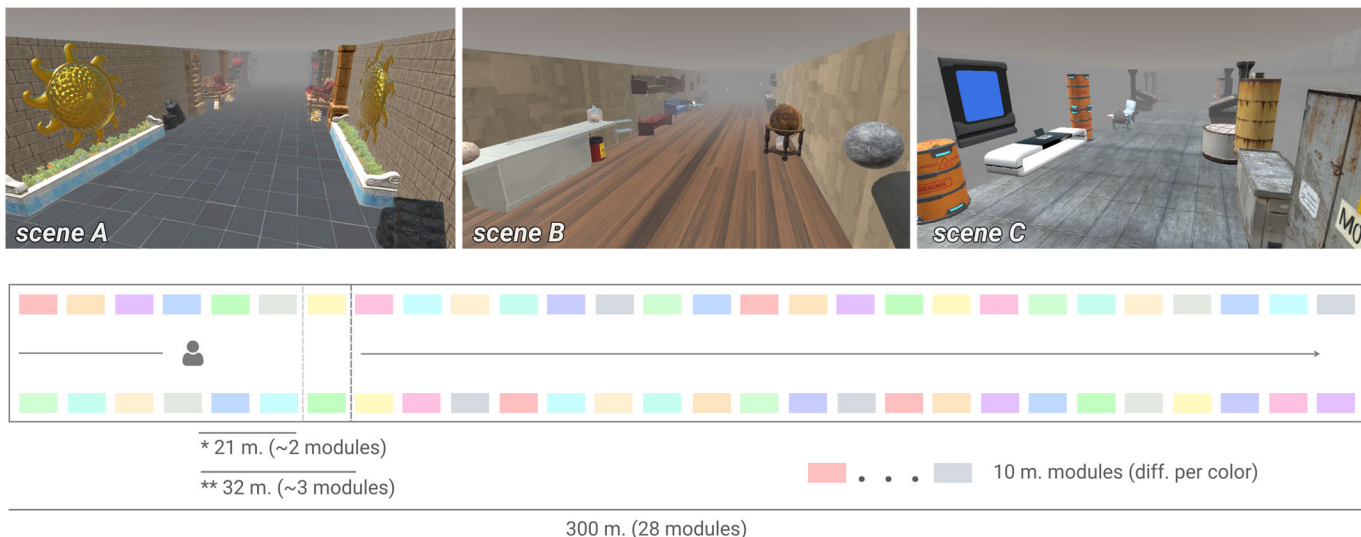 scene A
scene B
scene C
* 21 m. (~2 modules)
** 32 m. (~3 modules)
10 m. modules (diff. per color)
300 m. (28 modules)